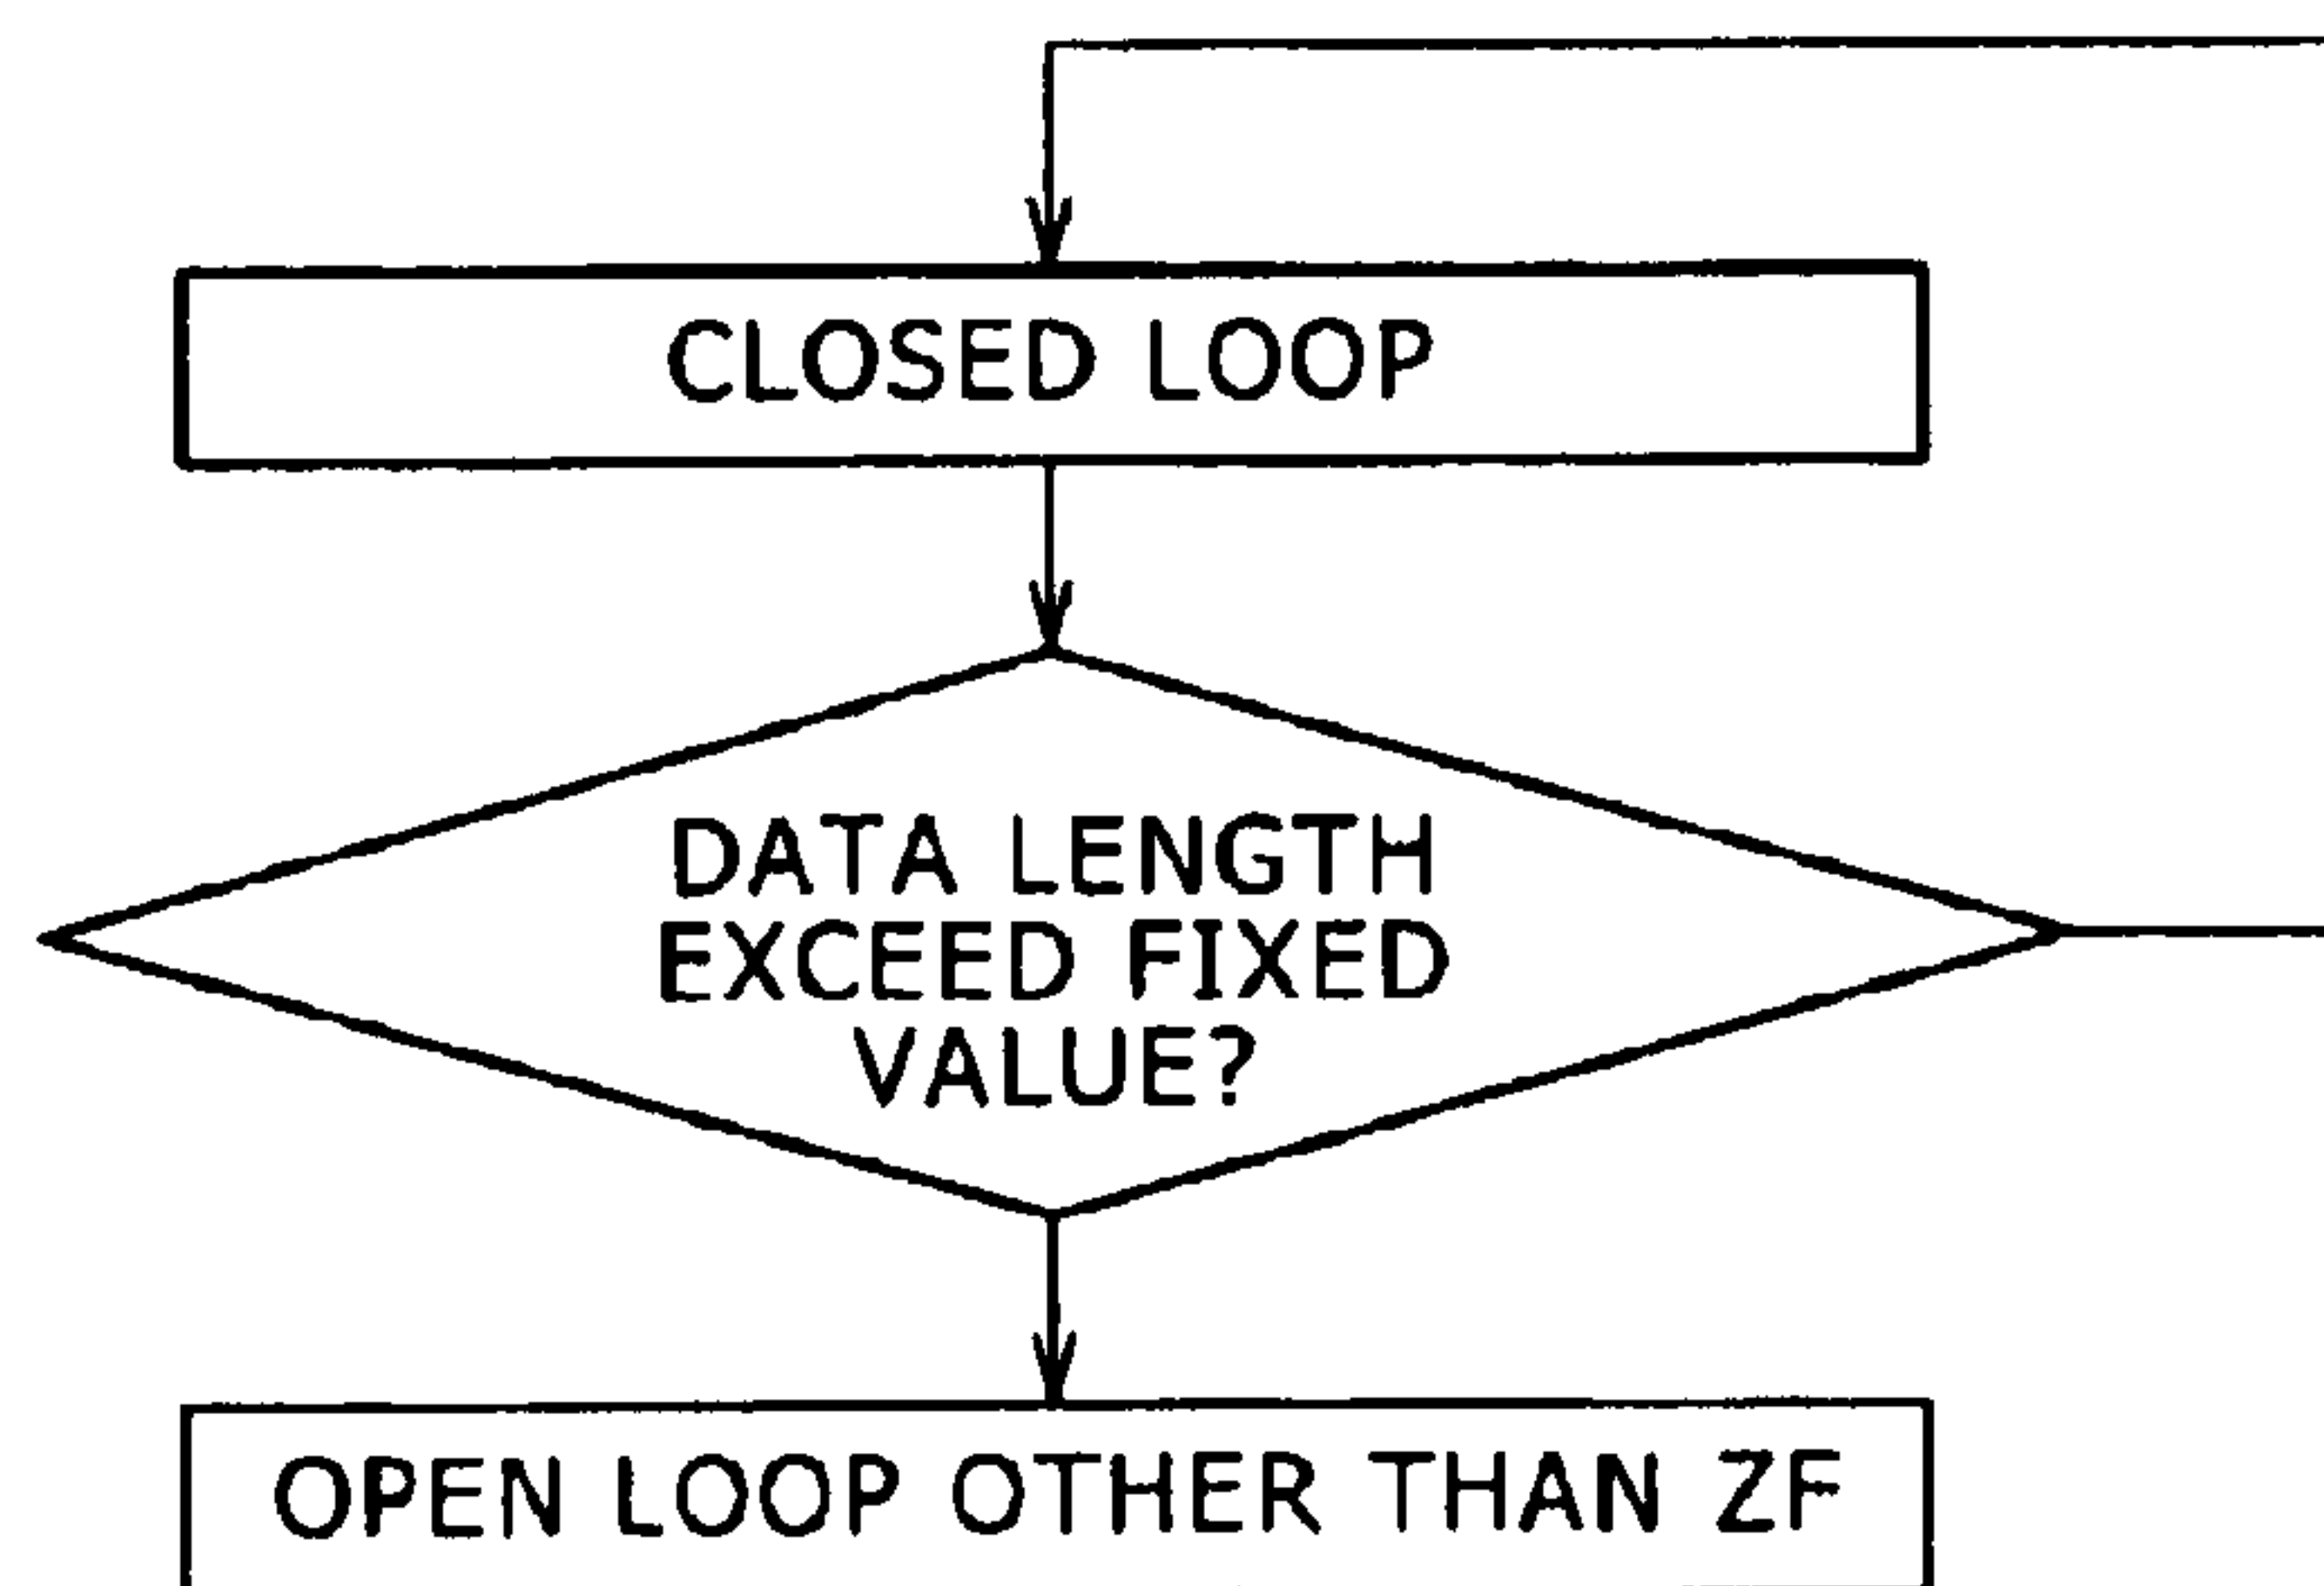 CLOSED LOOP
DATA LENGTH
EXCEED FIXED
VALUE?
OPEN LOOP OTHER THAN ZF